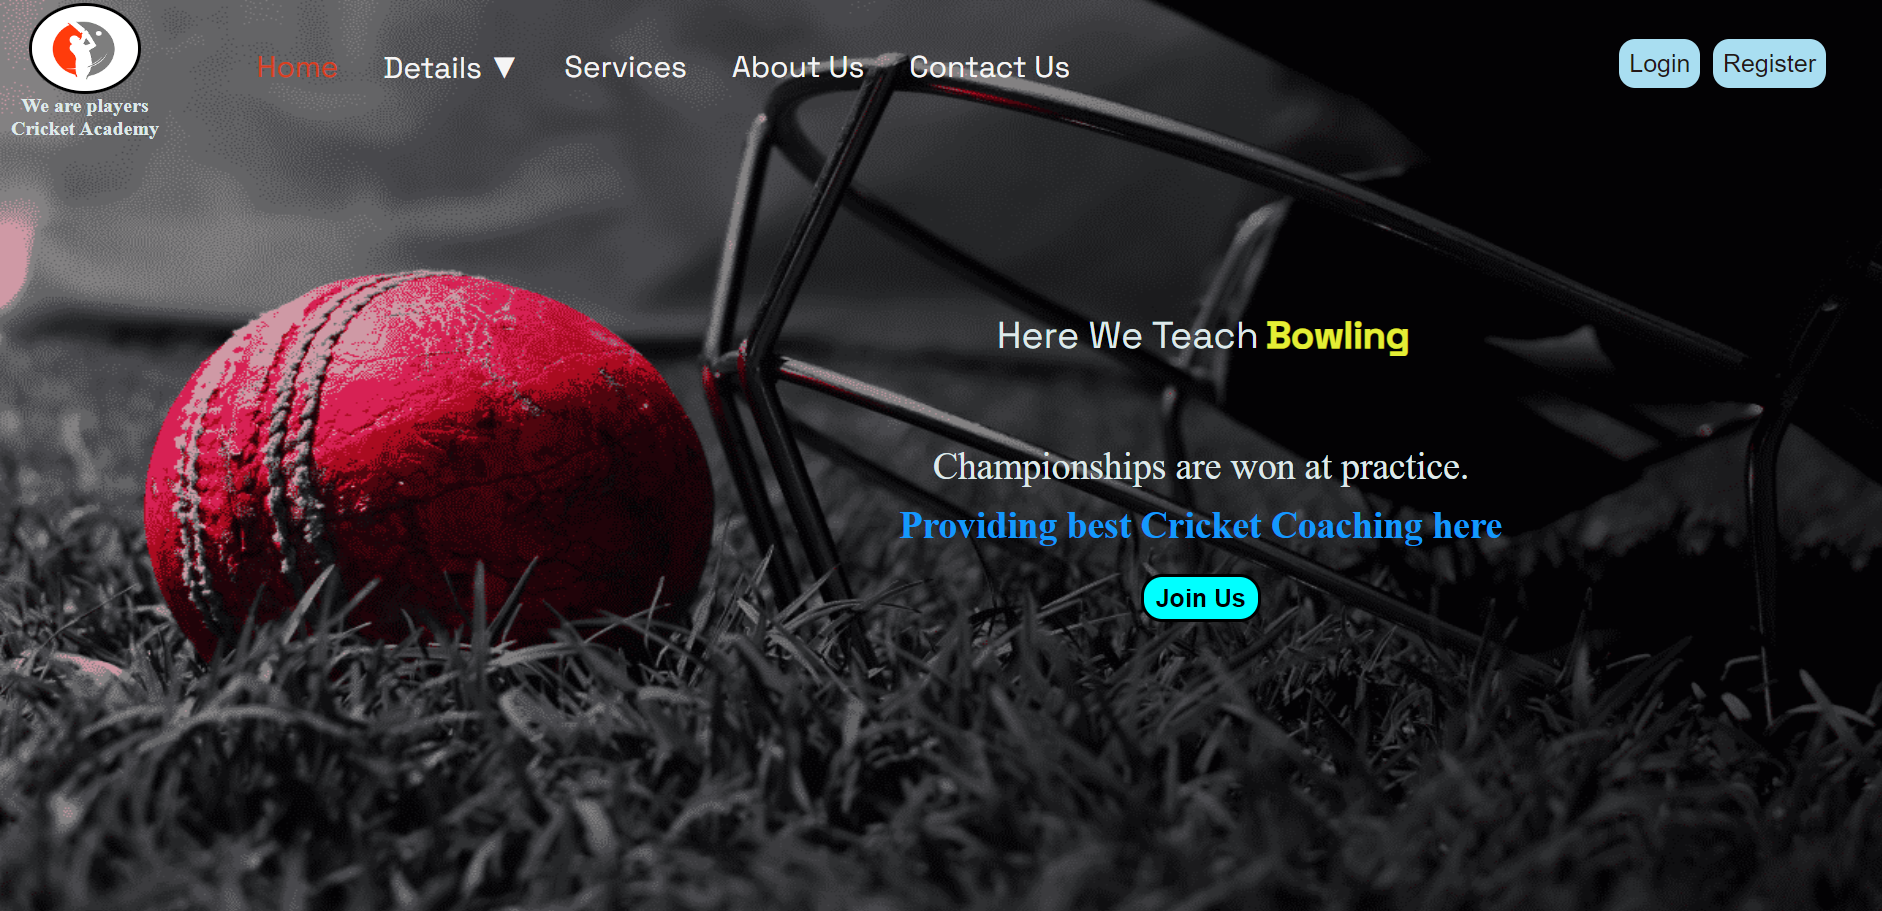 We are players
Cricket Academy
Home Details ▼ Services About Us Contact Us
Login Register
Here We Teach Bowling
Championships are won at practice.
Providing best Cricket Coaching here
Join Us